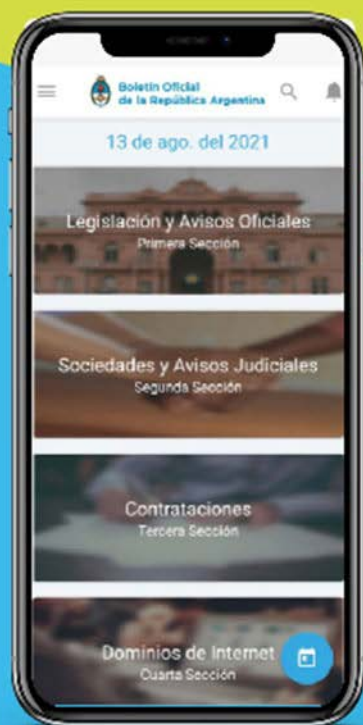 Boletín Oficial
de la República Argentina
13 de ago. del 2021
Legislación y Avisos Oficiales
Primera Sección
Sociedades y Avisos Judiciales
Segunda Sección
Contrataciones
Tercera Sección
Dominios de Internet
Cuarta Sección